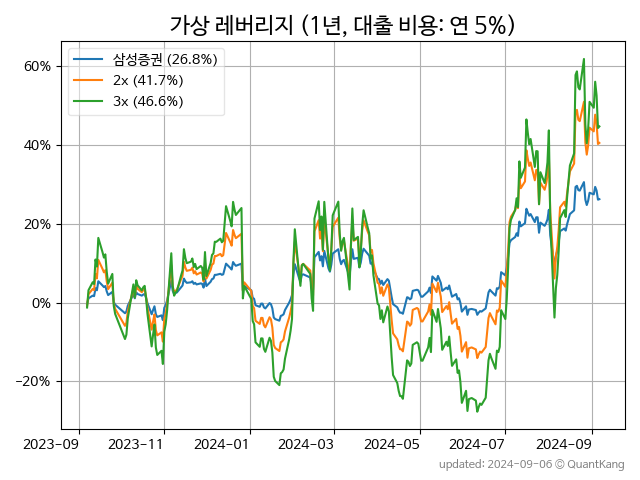 가상 레버리지 (1년, 대출 비용: 연 5%)
삼성증권 (26.8%)
2x (41.7%)
3x (46.6%)
60%
40%
20%
0%
−20%
2023-09
2023-11
2024-01
2024-03
2024-05
2024-07
2024-09
updated: 2024-09-06 © QuantKang